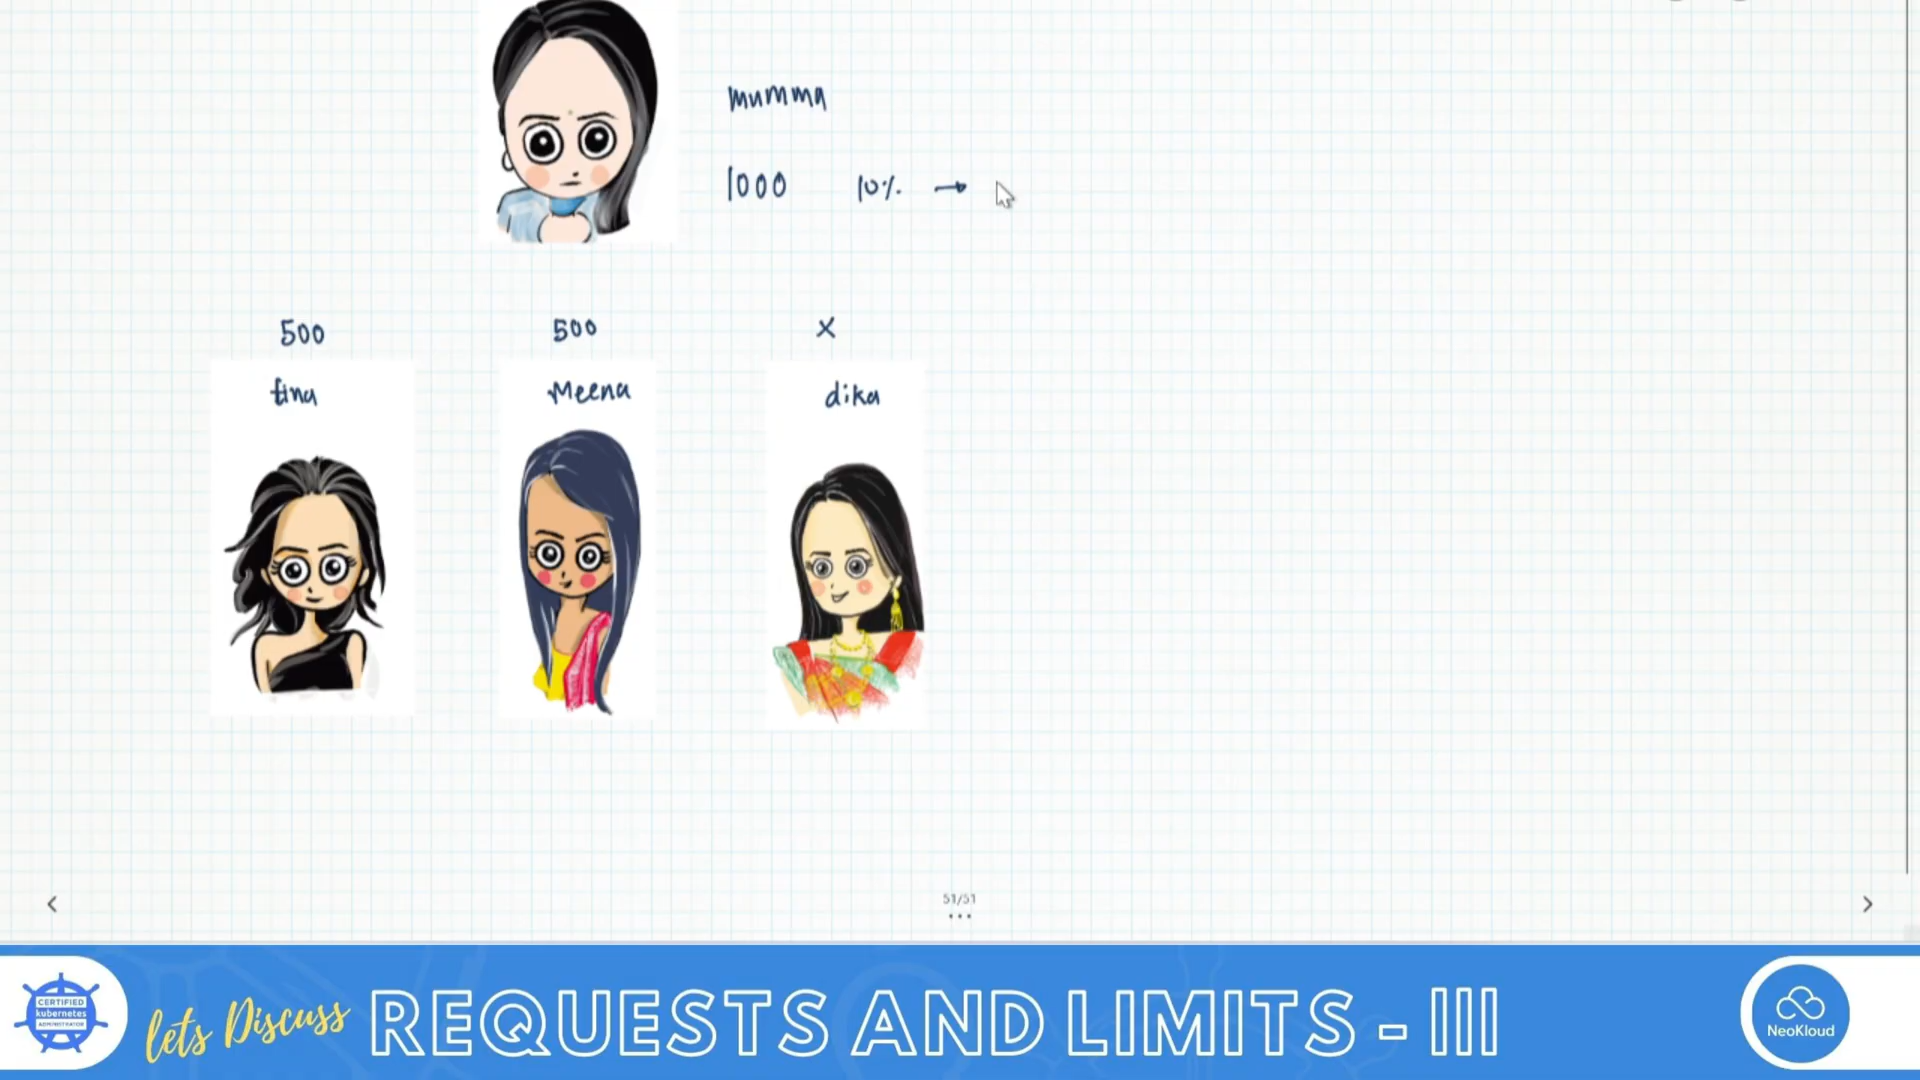 mumma
1000 10% →
500 500 x
tina Meena dika
51/51
CERTIFIED
kubernetes
ADMINISTRATOR
lets Discuss REQUESTS AND LIMITS - III
NeoKloud